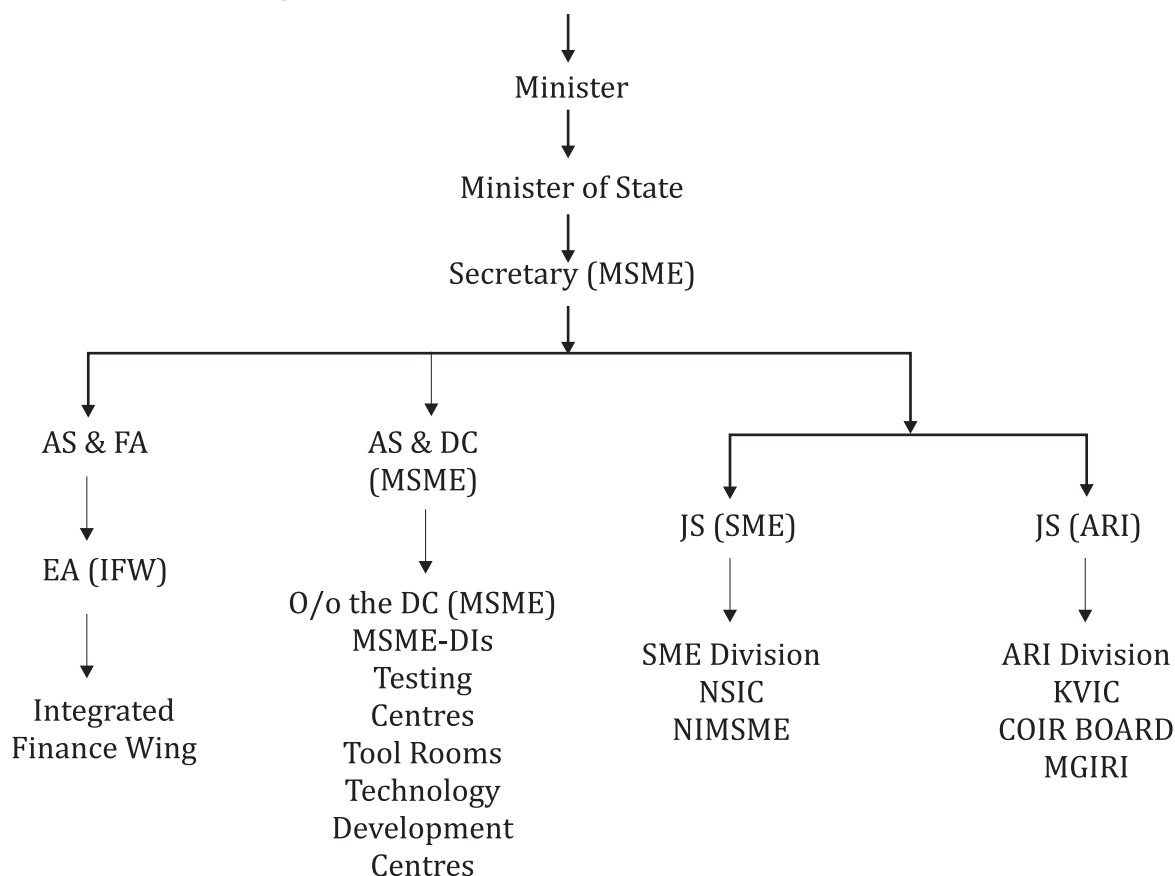 Minister
Minister of State
Secretary (MSME)
AS & FA
EA (IFW)
Integrated
Finance Wing
AS & DC
(MSME)
O/o the DC (MSME)
MSME-DIs
Testing
Centres
Tool Rooms
Technology
Development
Centres
JS (SME)
SME Division
NSIC
NIMSME
JS (ARI)
ARI Division
KVIC
COIR BOARD
MGIRI